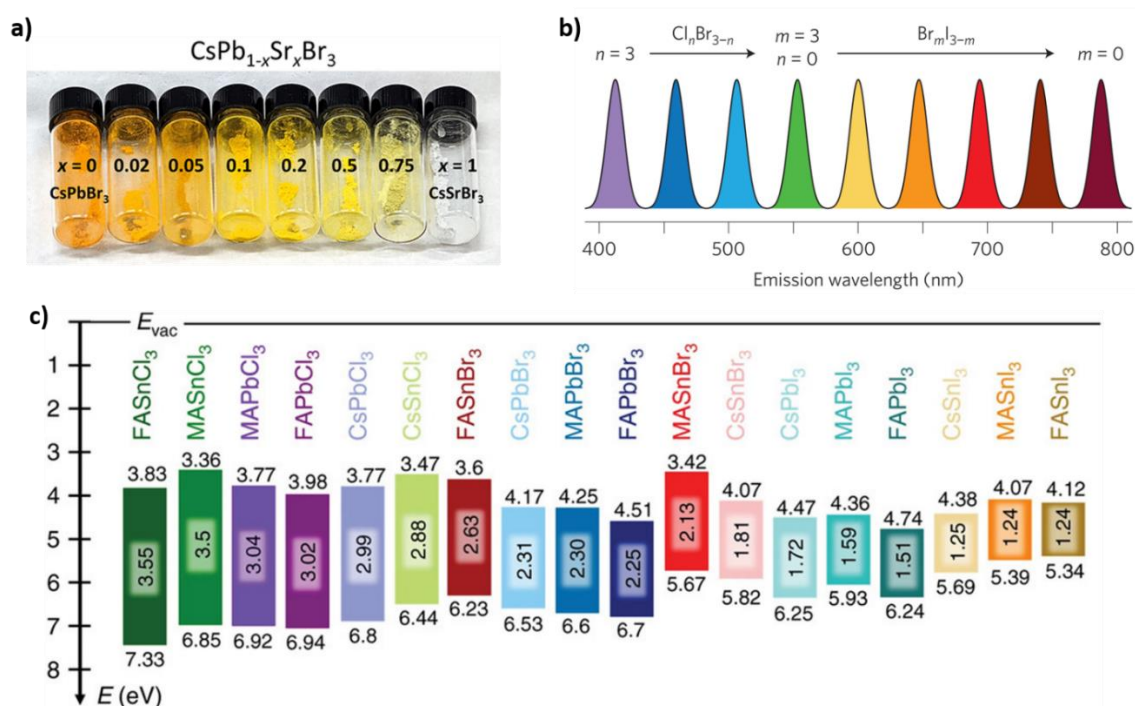 a)
CsPb₁₋ₓSrₓBr₃
x = 0 0.02 0.05 0.1 0.2 0.5 0.75 x = 1
CsPbBr₃ CsSrBr₃
b)
n = 3 ClₙBr₃₋ₙ m = 3 BrₘI₃₋ₘ m = 0
n = 0
400 500 600 700 800
Emission wavelength (nm)
c)
E_vac
1
2
3
4
5
6
7
8
E (eV)
FASnCl₃ MASnCl₃ MAPbCl₃ FAPbCl₃ CsPbCl₃ CsSnCl₃ FASnBr₃ CsPbBr₃ MAPbBr₃ FAPbBr₃ MASnBr₃ CsSnBr₃ CsPbI₃ MAPbI₃ FAPbI₃ CsSnI₃ MASnI₃ FASnI₃
3.83 3.36 3.77 3.98 3.77 3.47 3.6 4.17 4.25 4.51 3.42 4.07 4.47 4.36 4.74 4.38 4.07 4.12
3.55 3.5 3.04 3.02 2.99 2.88 2.63 2.31 2.30 2.25 2.13 1.81 1.72 1.59 1.51 1.25 1.24 1.24
7.33 6.85 6.92 6.94 6.8 6.44 6.23 6.53 6.6 6.7 5.67 5.82 6.25 5.93 6.24 5.69 5.39 5.34